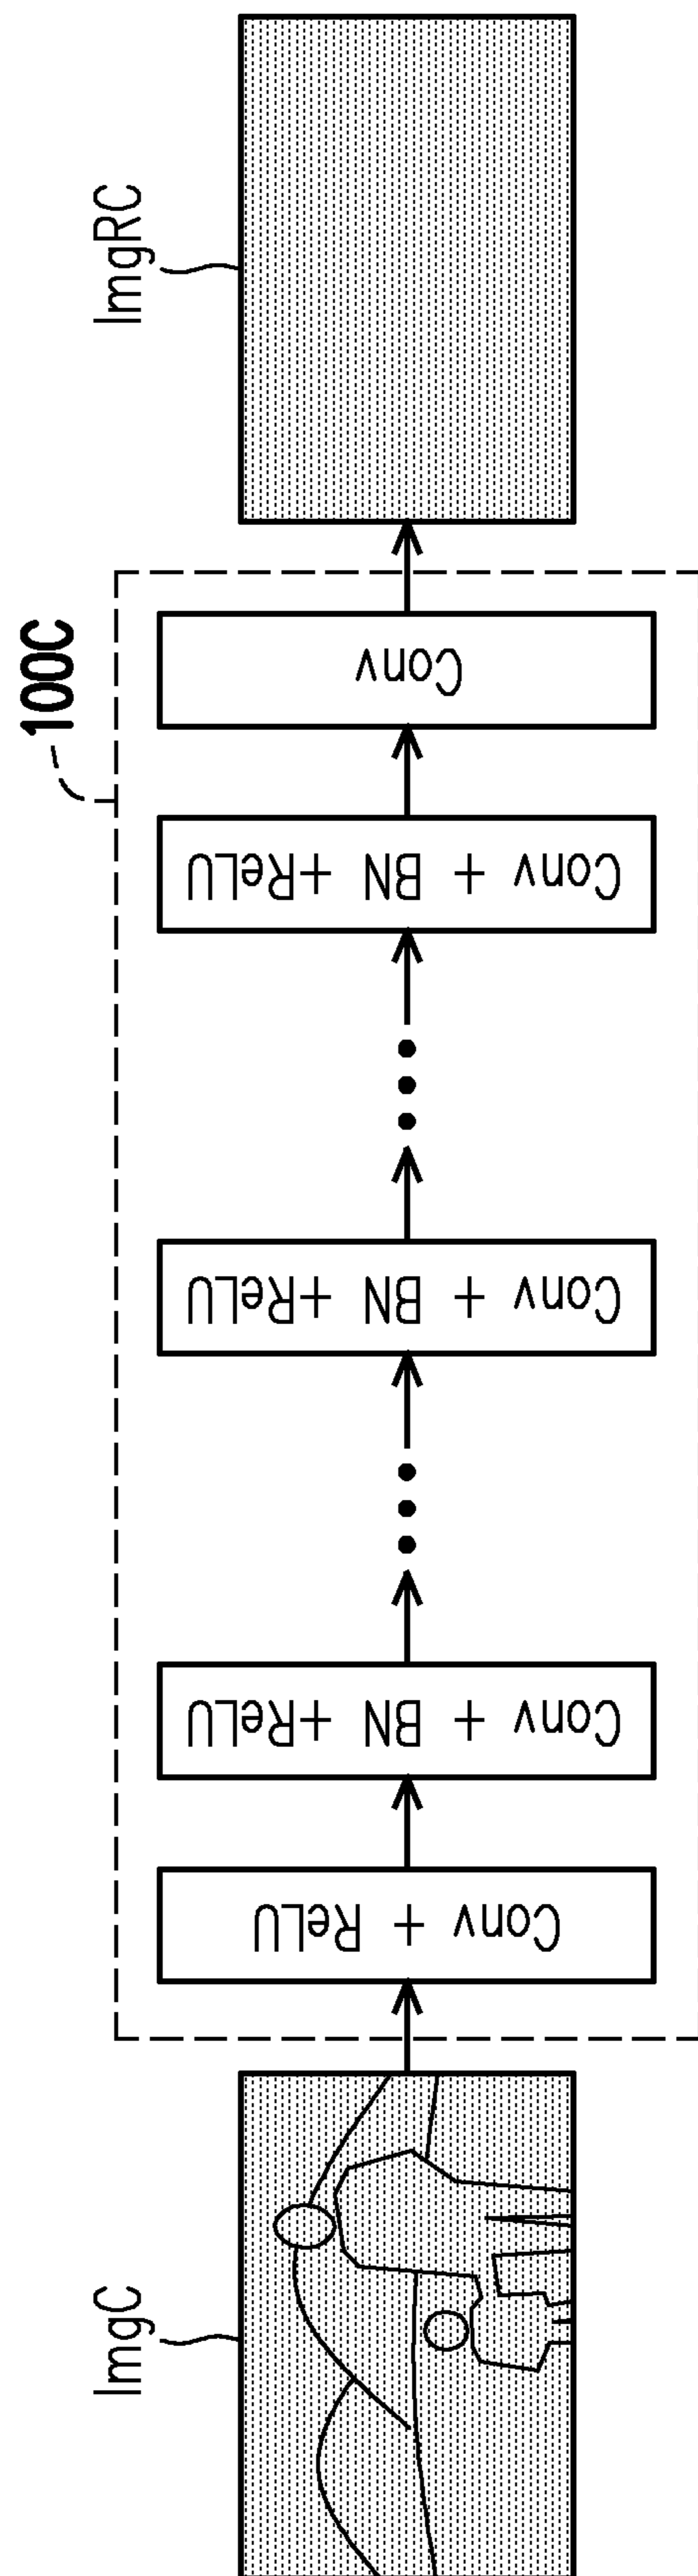 100C
ImgC
Conv + ReLU
Conv + BN +ReLU
Conv + BN +ReLU
Conv + BN +ReLU
Conv
ImgRC